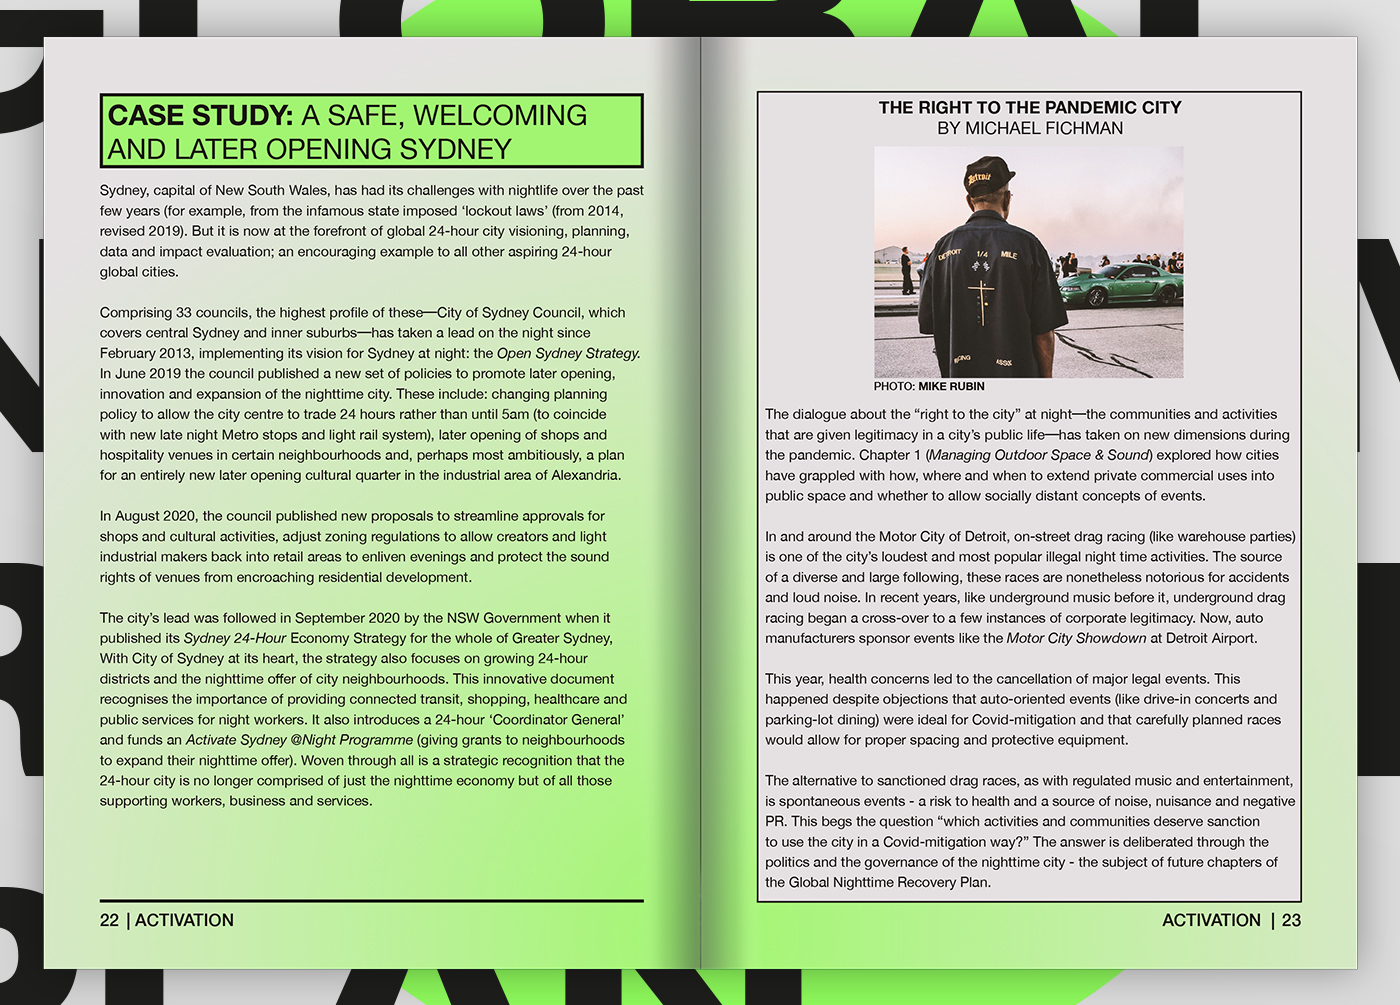 CASE STUDY: A SAFE, WELCOMING
AND LATER OPENING SYDNEY
Sydney, capital of New South Wales, has had its challenges with nightlife over the past
few years (for example, from the infamous state imposed ‘lockout laws’ (from 2014,
revised 2019). But it is now at the forefront of global 24-hour city visioning, planning,
data and impact evaluation; an encouraging example to all other aspiring 24-hour
global cities.
Comprising 33 councils, the highest profile of these—City of Sydney Council, which
covers central Sydney and inner suburbs—has taken a lead on the night since
February 2013, implementing its vision for Sydney at night: the Open Sydney Strategy.
In June 2019 the council published a new set of policies to promote later opening,
innovation and expansion of the nighttime city. These include: changing planning
policy to allow the city centre to trade 24 hours rather than until 5am (to coincide
with new late night Metro stops and light rail system), later opening of shops and
hospitality venues in certain neighbourhoods and, perhaps most ambitiously, a plan
for an entirely new later opening cultural quarter in the industrial area of Alexandria.
In August 2020, the council published new proposals to streamline approvals for
shops and cultural activities, adjust zoning regulations to allow creators and light
industrial makers back into retail areas to enliven evenings and protect the sound
rights of venues from encroaching residential development.
The city’s lead was followed in September 2020 by the NSW Government when it
published its Sydney 24-Hour Economy Strategy for the whole of Greater Sydney,
With City of Sydney at its heart, the strategy also focuses on growing 24-hour
districts and the nighttime offer of city neighbourhoods. This innovative document
recognises the importance of providing connected transit, shopping, healthcare and
public services for night workers. It also introduces a 24-hour ‘Coordinator General’
and funds an Activate Sydney @Night Programme (giving grants to neighbourhoods
to expand their nighttime offer). Woven through all is a strategic recognition that the
24-hour city is no longer comprised of just the nighttime economy but of all those
supporting workers, business and services.
22 | ACTIVATION
THE RIGHT TO THE PANDEMIC CITY
BY MICHAEL FICHMAN
Detroit
DETROIT 1/4 MILE
PHOTO: MIKE RUBIN
The dialogue about the “right to the city” at night—the communities and activities
that are given legitimacy in a city’s public life—has taken on new dimensions during
the pandemic. Chapter 1 (Managing Outdoor Space & Sound) explored how cities
have grappled with how, where and when to extend private commercial uses into
public space and whether to allow socially distant concepts of events.
In and around the Motor City of Detroit, on-street drag racing (like warehouse parties)
is one of the city’s loudest and most popular illegal night time activities. The source
of a diverse and large following, these races are nonetheless notorious for accidents
and loud noise. In recent years, like underground music before it, underground drag
racing began a cross-over to a few instances of corporate legitimacy. Now, auto
manufacturers sponsor events like the Motor City Showdown at Detroit Airport.
This year, health concerns led to the cancellation of major legal events. This
happened despite objections that auto-oriented events (like drive-in concerts and
parking-lot dining) were ideal for Covid-mitigation and that carefully planned races
would allow for proper spacing and protective equipment.
The alternative to sanctioned drag races, as with regulated music and entertainment,
is spontaneous events - a risk to health and a source of noise, nuisance and negative
PR. This begs the question “which activities and communities deserve sanction
to use the city in a Covid-mitigation way?” The answer is deliberated through the
politics and the governance of the nighttime city - the subject of future chapters of
the Global Nighttime Recovery Plan.
ACTIVATION | 23